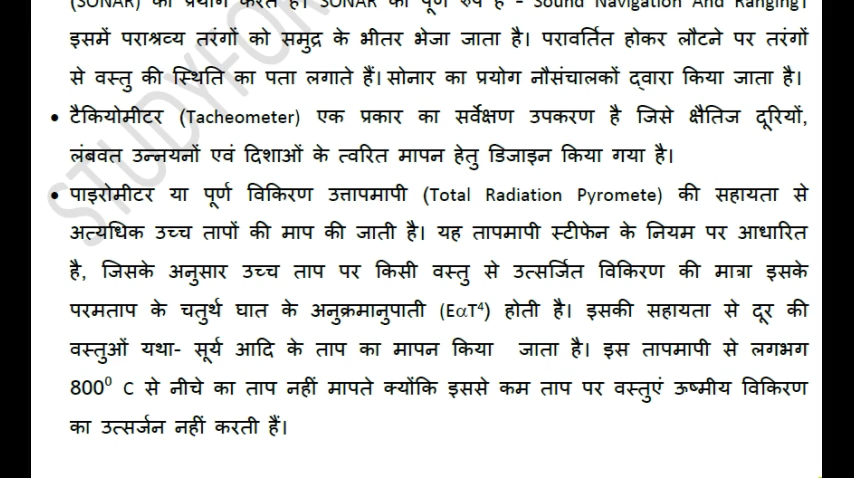 (SONAR) का प्रयोग करते हैं। SONAR का पूर्ण रुप है – Sound Navigation And Ranging।
इसमें पराश्रव्य तरंगों को समुद्र के भीतर भेजा जाता है। परावर्तित होकर लौटने पर तरंगों
से वस्तु की स्थिति का पता लगाते हैं। सोनार का प्रयोग नौसंचालकों द्वारा किया जाता है।
• टैकियोमीटर (Tacheometer) एक प्रकार का सर्वेक्षण उपकरण है जिसे क्षैतिज दूरियों,
लंबवत उन्नयनों एवं दिशाओं के त्वरित मापन हेतु डिजाइन किया गया है।
• पाइरोमीटर या पूर्ण विकिरण उत्तापमापी (Total Radiation Pyromete) की सहायता से
अत्यधिक उच्च तापों की माप की जाती है। यह तापमापी स्टीफेन के नियम पर आधारित
है, जिसके अनुसार उच्च ताप पर किसी वस्तु से उत्सर्जित विकिरण की मात्रा इसके
परमताप के चतुर्थ घात के अनुक्रमानुपाती (EαT⁴) होती है। इसकी सहायता से दूर की
वस्तुओं यथा- सूर्य आदि के ताप का मापन किया जाता है। इस तापमापी से लगभग
800⁰ C से नीचे का ताप नहीं मापते क्योंकि इससे कम ताप पर वस्तुएं ऊष्मीय विकिरण
का उत्सर्जन नहीं करती हैं।
STUDYFOR